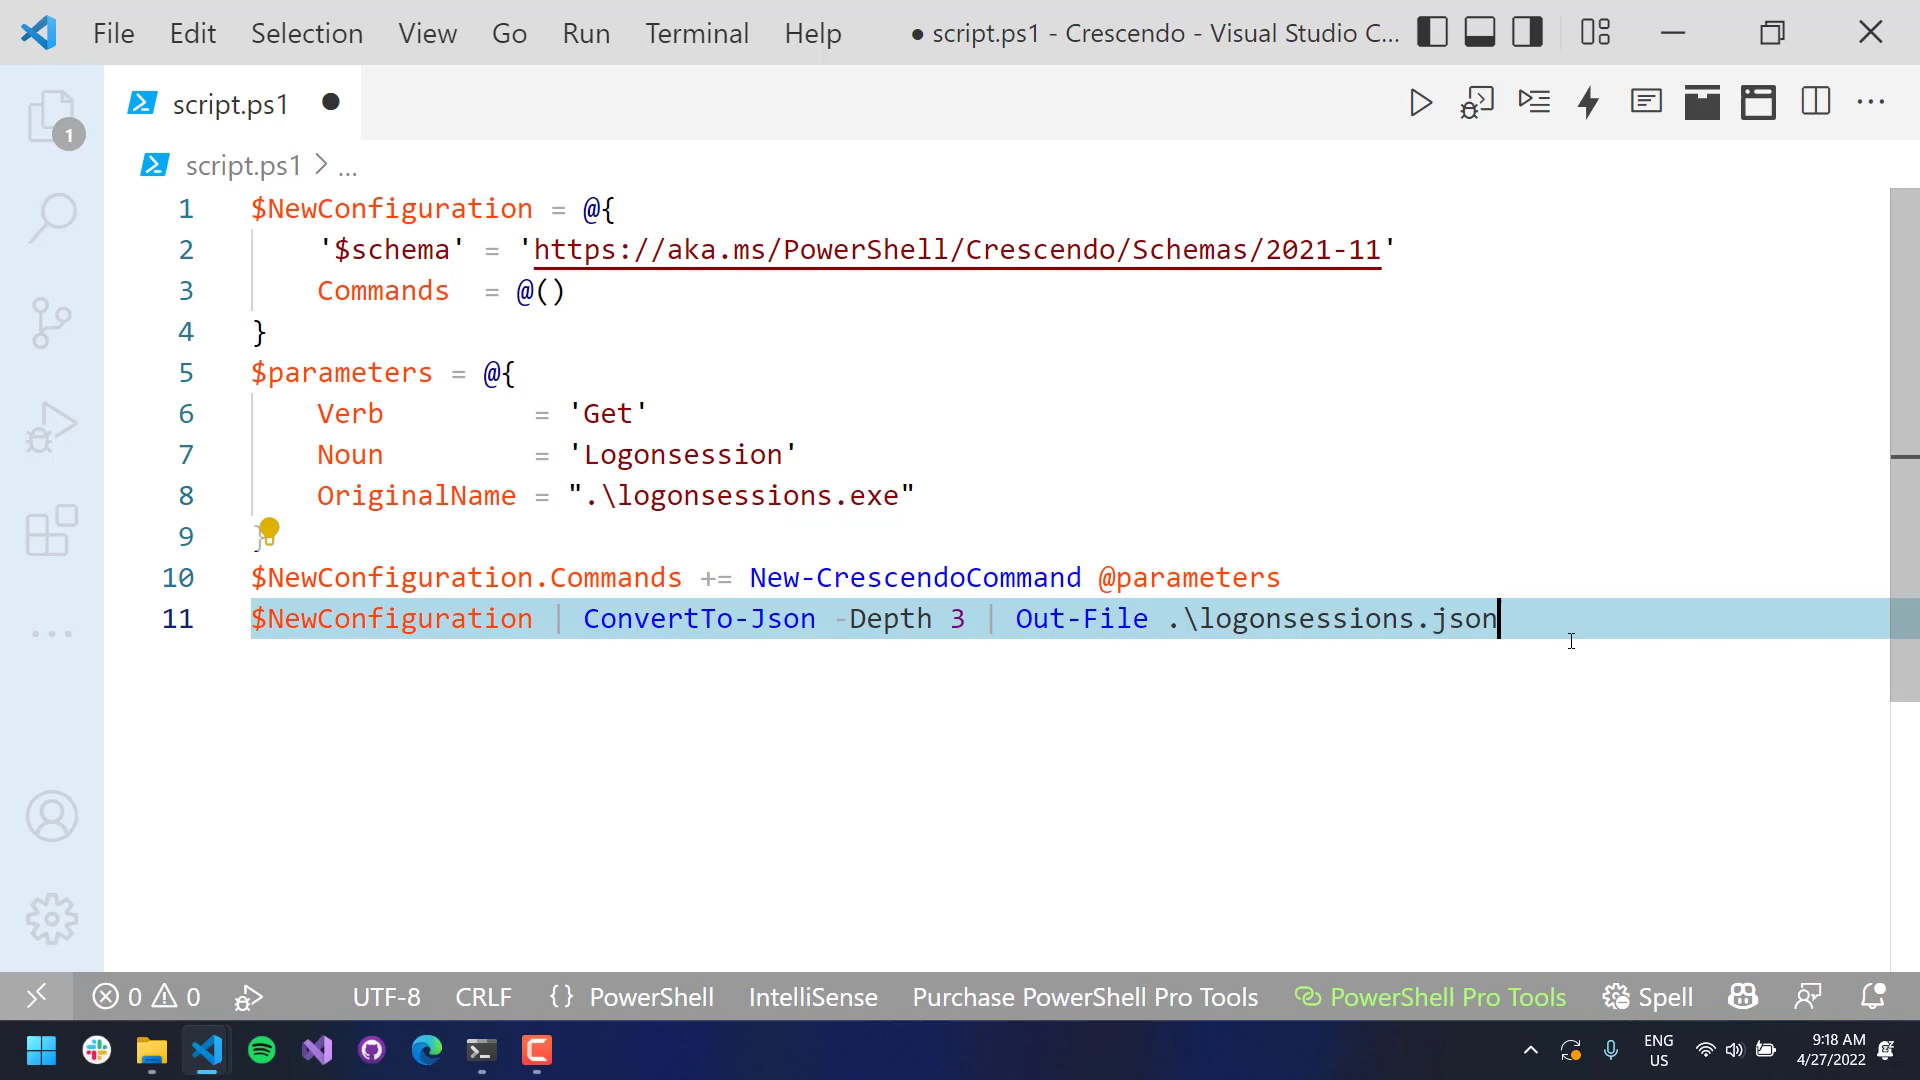 File Edit Selection View Go Run Terminal Help ● script.ps1 - Crescendo - Visual Studio C...
script.ps1 ●
script.ps1 > ...
1 $NewConfiguration = @{
2 '$schema' = 'https://aka.ms/PowerShell/Crescendo/Schemas/2021-11'
3 Commands = @()
4 }
5 $parameters = @{
6 Verb = 'Get'
7 Noun = 'Logonsession'
8 OriginalName = ".\logonsessions.exe"
9 }
10 $NewConfiguration.Commands += New-CrescendoCommand @parameters
11 $NewConfiguration | ConvertTo-Json -Depth 3 | Out-File .\logonsessions.json
1
0 0 UTF-8 CRLF {} PowerShell IntelliSense Purchase PowerShell Pro Tools PowerShell Pro Tools Spell
ENG
US
9:18 AM
4/27/2022